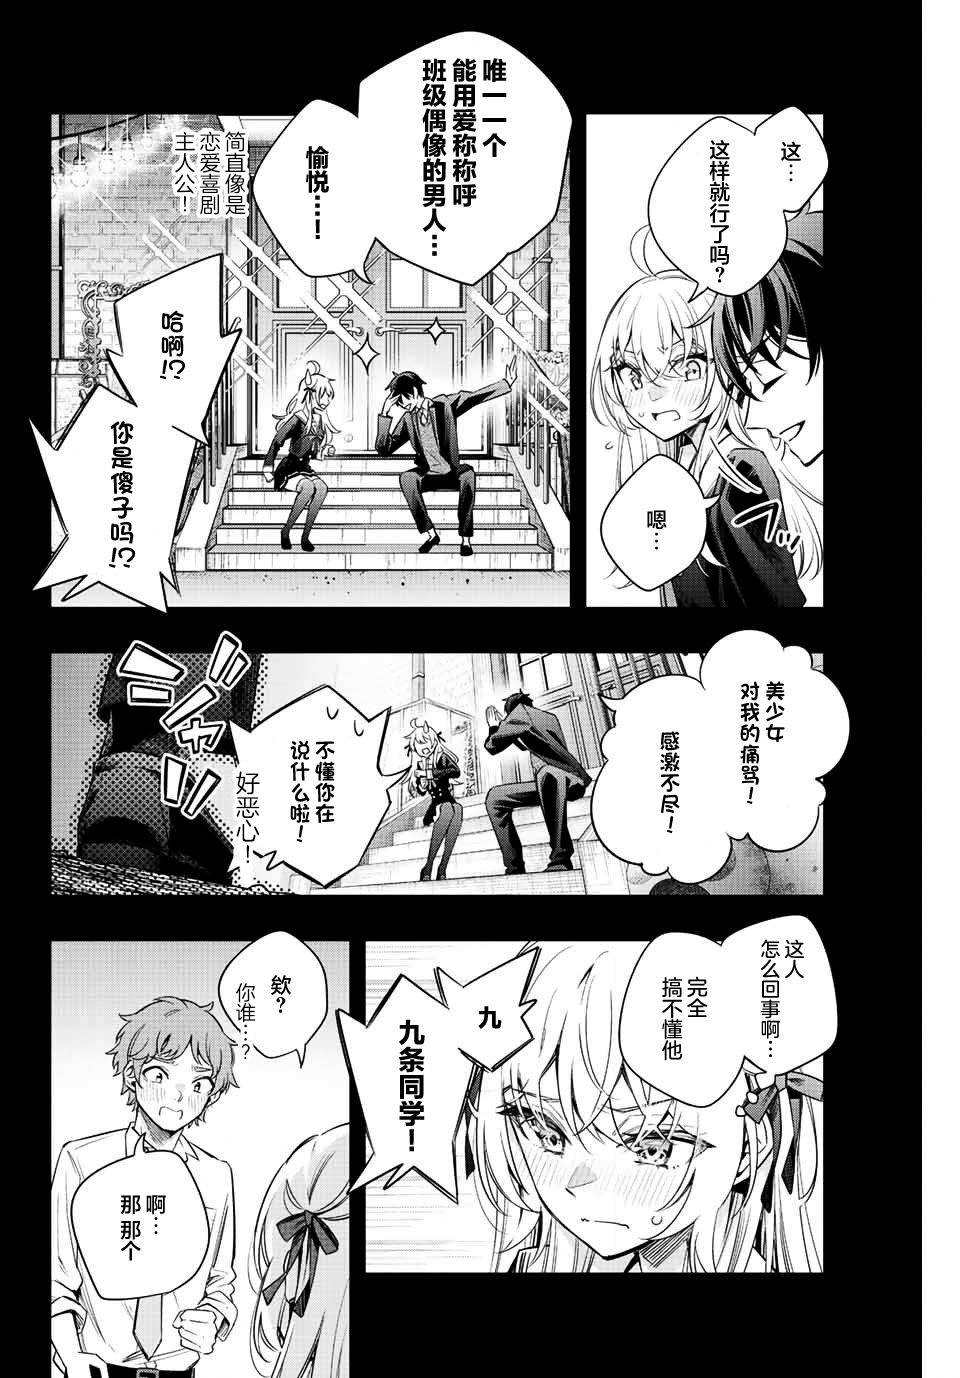 这…
这样就行了吗？
嗯…
唯一一个
能用爱称称呼
班级偶像的男人…
愉悦…！
简直像是
恋爱喜剧
主人公！
哈啊！？
你是傻子吗！？
美少女
对我的痛骂！
感激不尽！
不懂你在
说什么啦！
好恶心！
ジャッ
这人
怎么回事啊…
完全
搞不懂他
九
九条同学！
欸？
你谁…？
啊…
那那个